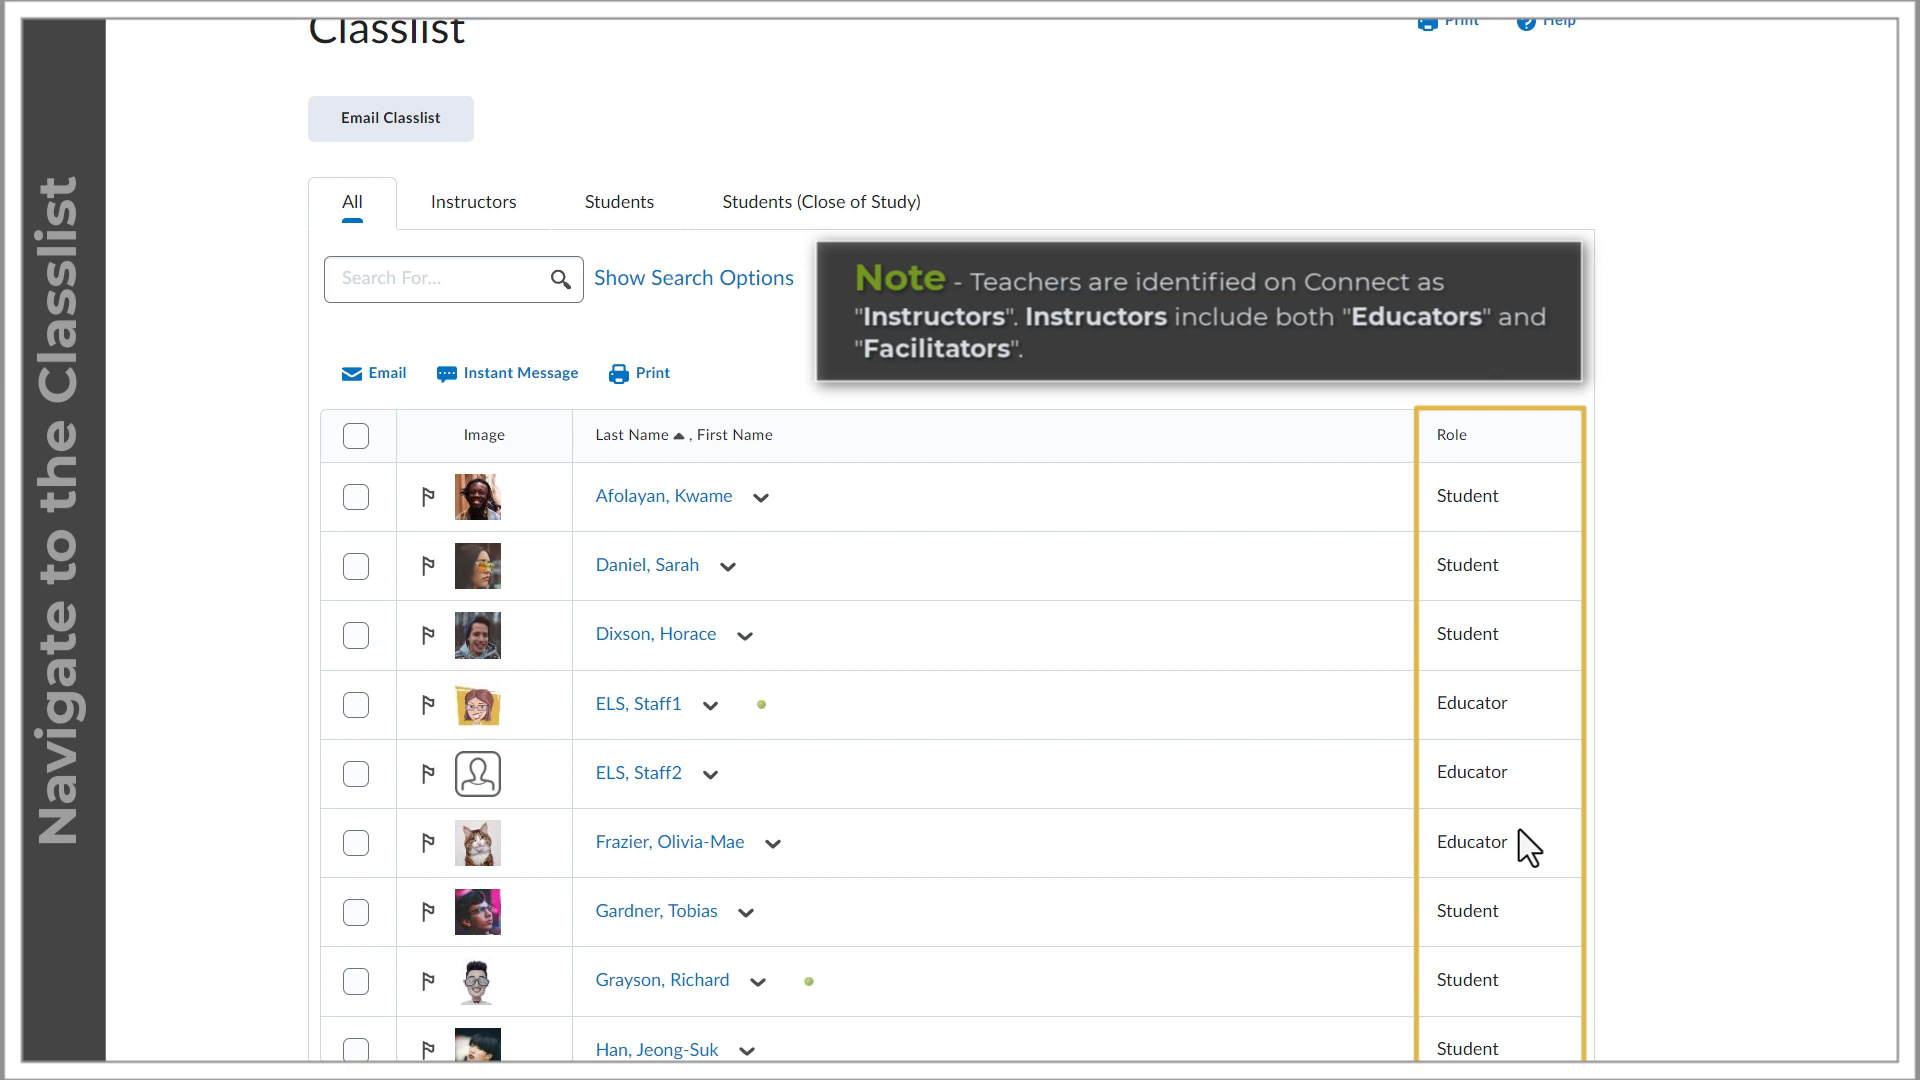 Navigate to the Classlist
Classlist
Print
Help
Email Classlist
All
Instructors
Students
Students (Close of Study)
Search For...
Show Search Options
Note - Teachers are identified on Connect as
"Instructors". Instructors include both "Educators" and
"Facilitators".
Email
Instant Message
Print
Image
Last Name ▲ , First Name
Role
Afolayan, Kwame
Student
Daniel, Sarah
Student
Dixson, Horace
Student
ELS, Staff1
Educator
ELS, Staff2
Educator
Frazier, Olivia-Mae
Educator
Gardner, Tobias
Student
Grayson, Richard
Student
Han, Jeong-Suk
Student